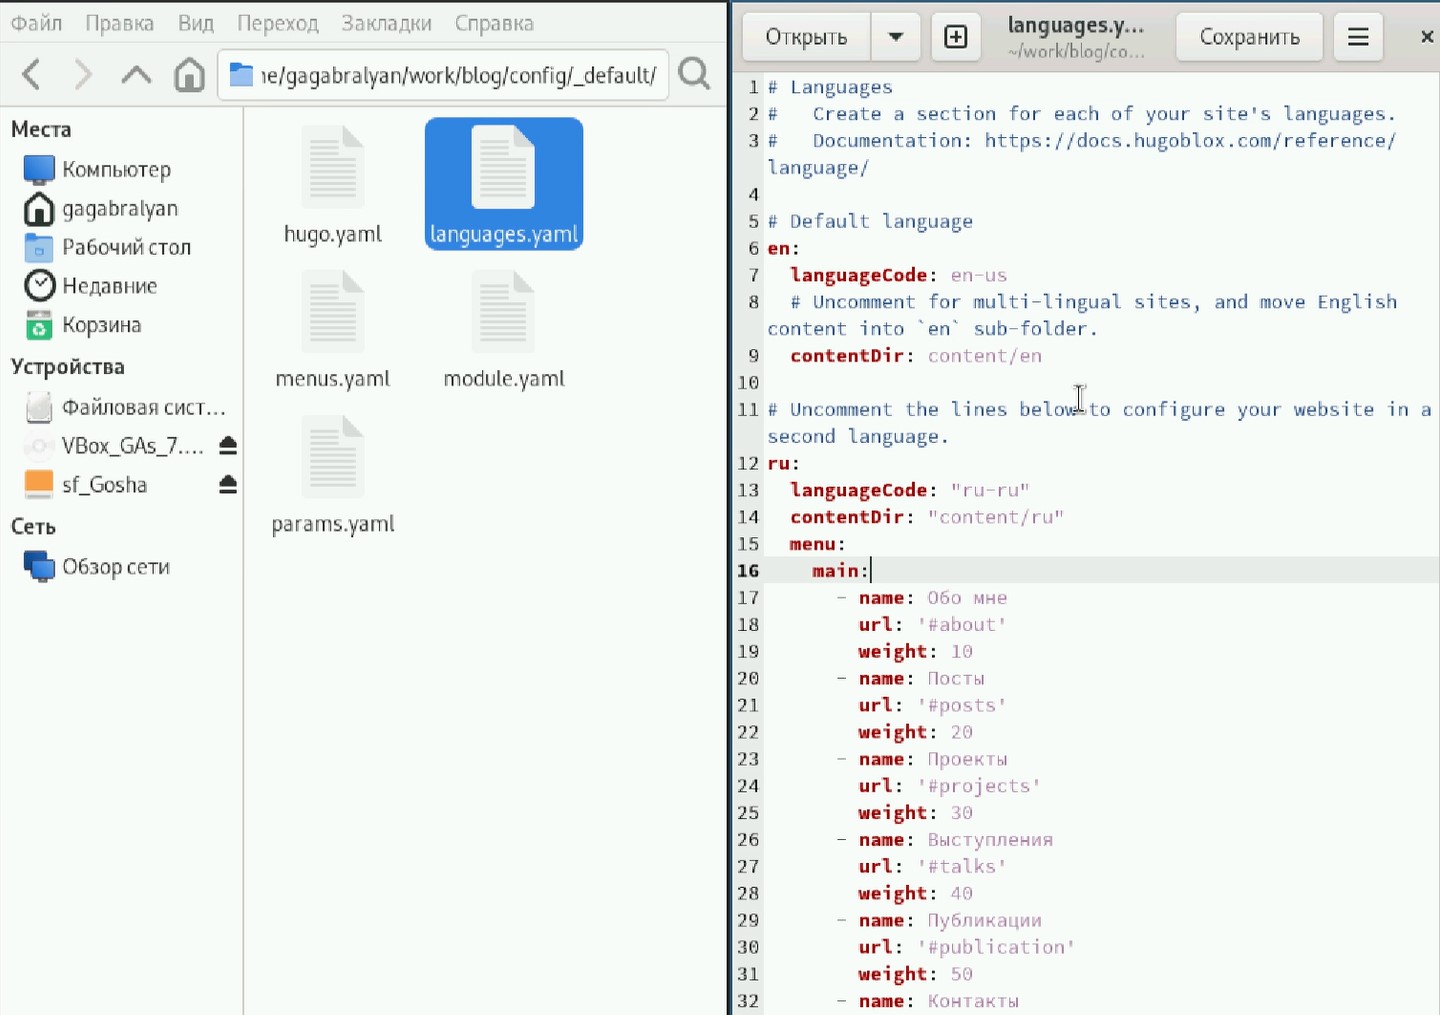 Файл Правка Вид Переход Закладки Справка
ıe/gagabralyan/work/blog/config/_default/
Места
Компьютер
gagabralyan
Рабочий стол
Недавние
Корзина
Устройства
Файловая сист...
VBox_GAs_7....
sf_Gosha
Сеть
Обзор сети
hugo.yaml
languages.yaml
menus.yaml
module.yaml
params.yaml
Открыть
languages.y...
~/work/blog/co...
Сохранить
1 # Languages
2 #   Create a section for each of your site's languages.
3 #   Documentation: https://docs.hugoblox.com/reference/
language/
4
5 # Default language
6 en:
7   languageCode: en-us
8   # Uncomment for multi-lingual sites, and move English
content into `en` sub-folder.
9   contentDir: content/en
10
11 # Uncomment the lines below to configure your website in a
second language.
12 ru:
13   languageCode: "ru-ru"
14   contentDir: "content/ru"
15   menu:
16     main:
17       - name: Обо мне
18         url: '#about'
19         weight: 10
20       - name: Посты
21         url: '#posts'
22         weight: 20
23       - name: Проекты
24         url: '#projects'
25         weight: 30
26       - name: Выступления
27         url: '#talks'
28         weight: 40
29       - name: Публикации
30         url: '#publication'
31         weight: 50
32       - name: Контакты